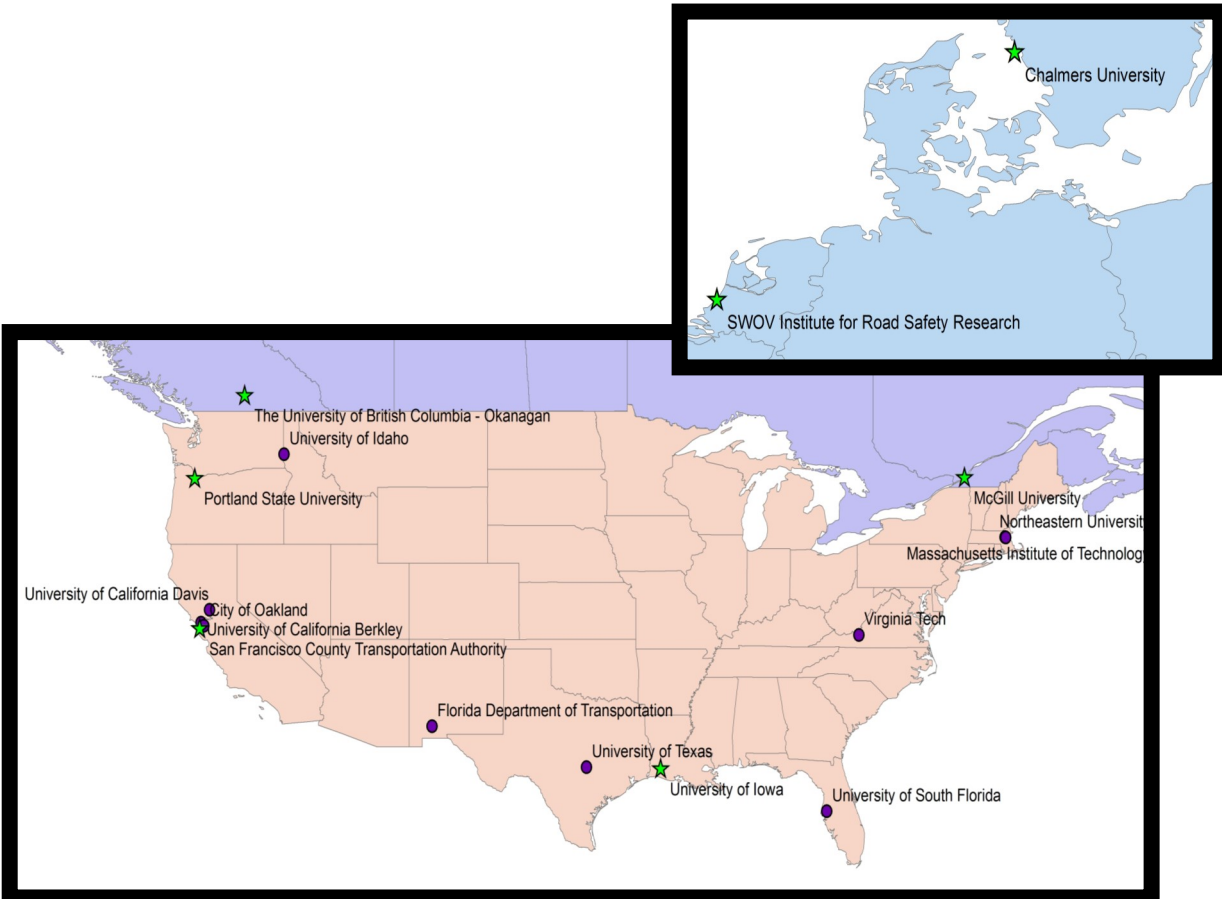 Chalmers University
SWOV Institute for Road Safety Research
The University of British Columbia - Okanagan
University of Idaho
Portland State University
McGill University
Northeastern Universit
Massachusetts Institute of Technology
University of California Davis
City of Oakland
University of California Berkley
San Francisco County Transportation Authority
Virginia Tech
Florida Department of Transportation
University of Texas
University of Iowa
University of South Florida